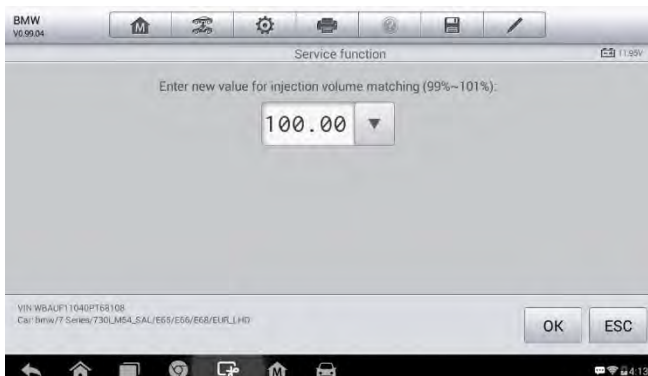 BMW
V0.99.04
M
Service function
11.95V
Enter new value for injection volume matching (99%~101%):
100.00
VIN WBAUF11040PT68108
Car: bmw/7 Series/730i_M54_SAL/E65/E66/E68/EUR_LHD
OK
ESC
M
4:13